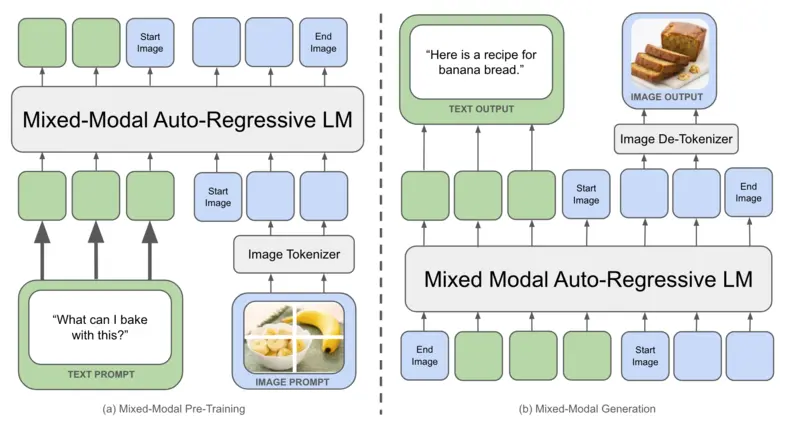 Start
Image
End
Image
Mixed-Modal Auto-Regressive LM
Start
Image
Image Tokenizer
“What can I bake
with this?”
TEXT PROMPT
IMAGE PROMPT
(a) Mixed-Modal Pre-Training
“Here is a recipe for
banana bread.”
TEXT OUTPUT
IMAGE OUTPUT
Image De-Tokenizer
Start
Image
End
Image
Mixed Modal Auto-Regressive LM
End
Image
Start
Image
(b) Mixed-Modal Generation